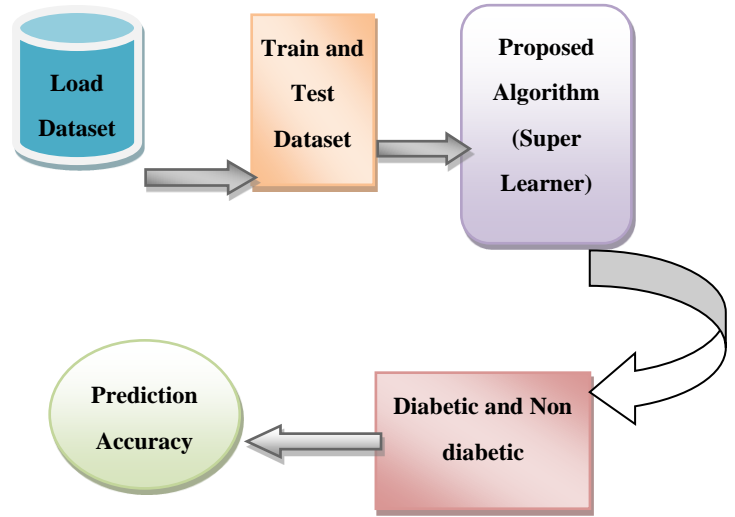 Load
Dataset
Train and
Test
Dataset
Proposed
Algorithm
(Super
Learner)
Diabetic and Non
diabetic
Prediction
Accuracy